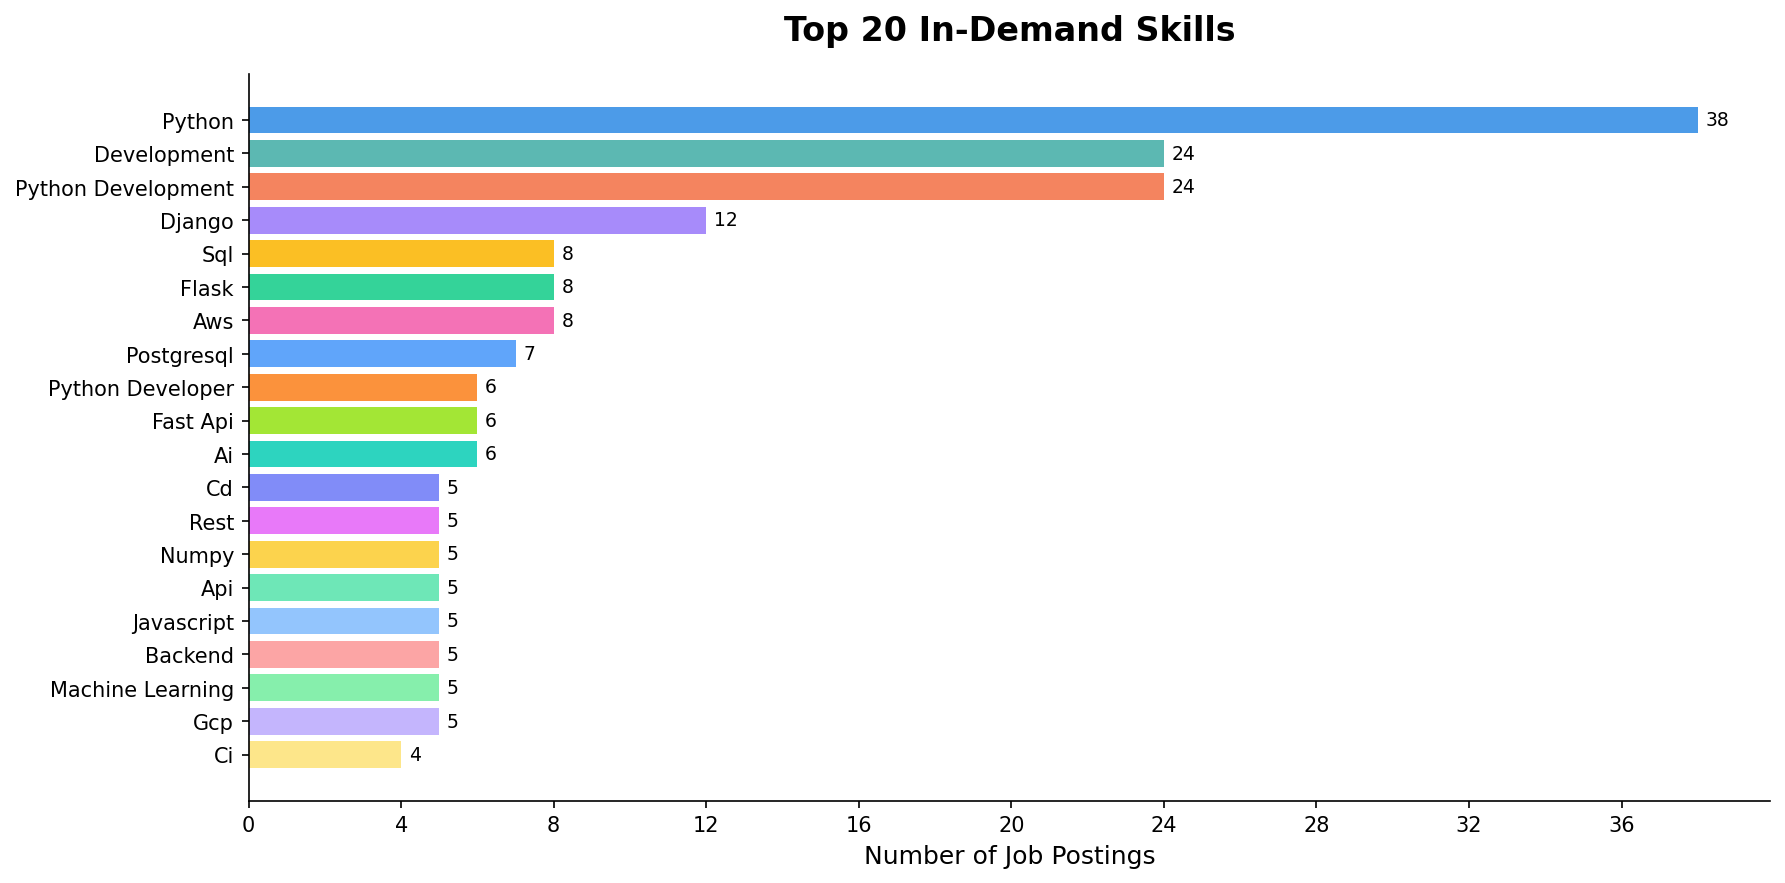 Top 20 In-Demand Skills
Python 38
Development 24
Python Development 24
Django 12
Sql 8
Flask 8
Aws 8
Postgresql 7
Python Developer 6
Fast Api 6
Ai 6
Cd 5
Rest 5
Numpy 5
Api 5
Javascript 5
Backend 5
Machine Learning 5
Gcp 5
Ci 4
0 4 8 12 16 20 24 28 32 36
Number of Job Postings